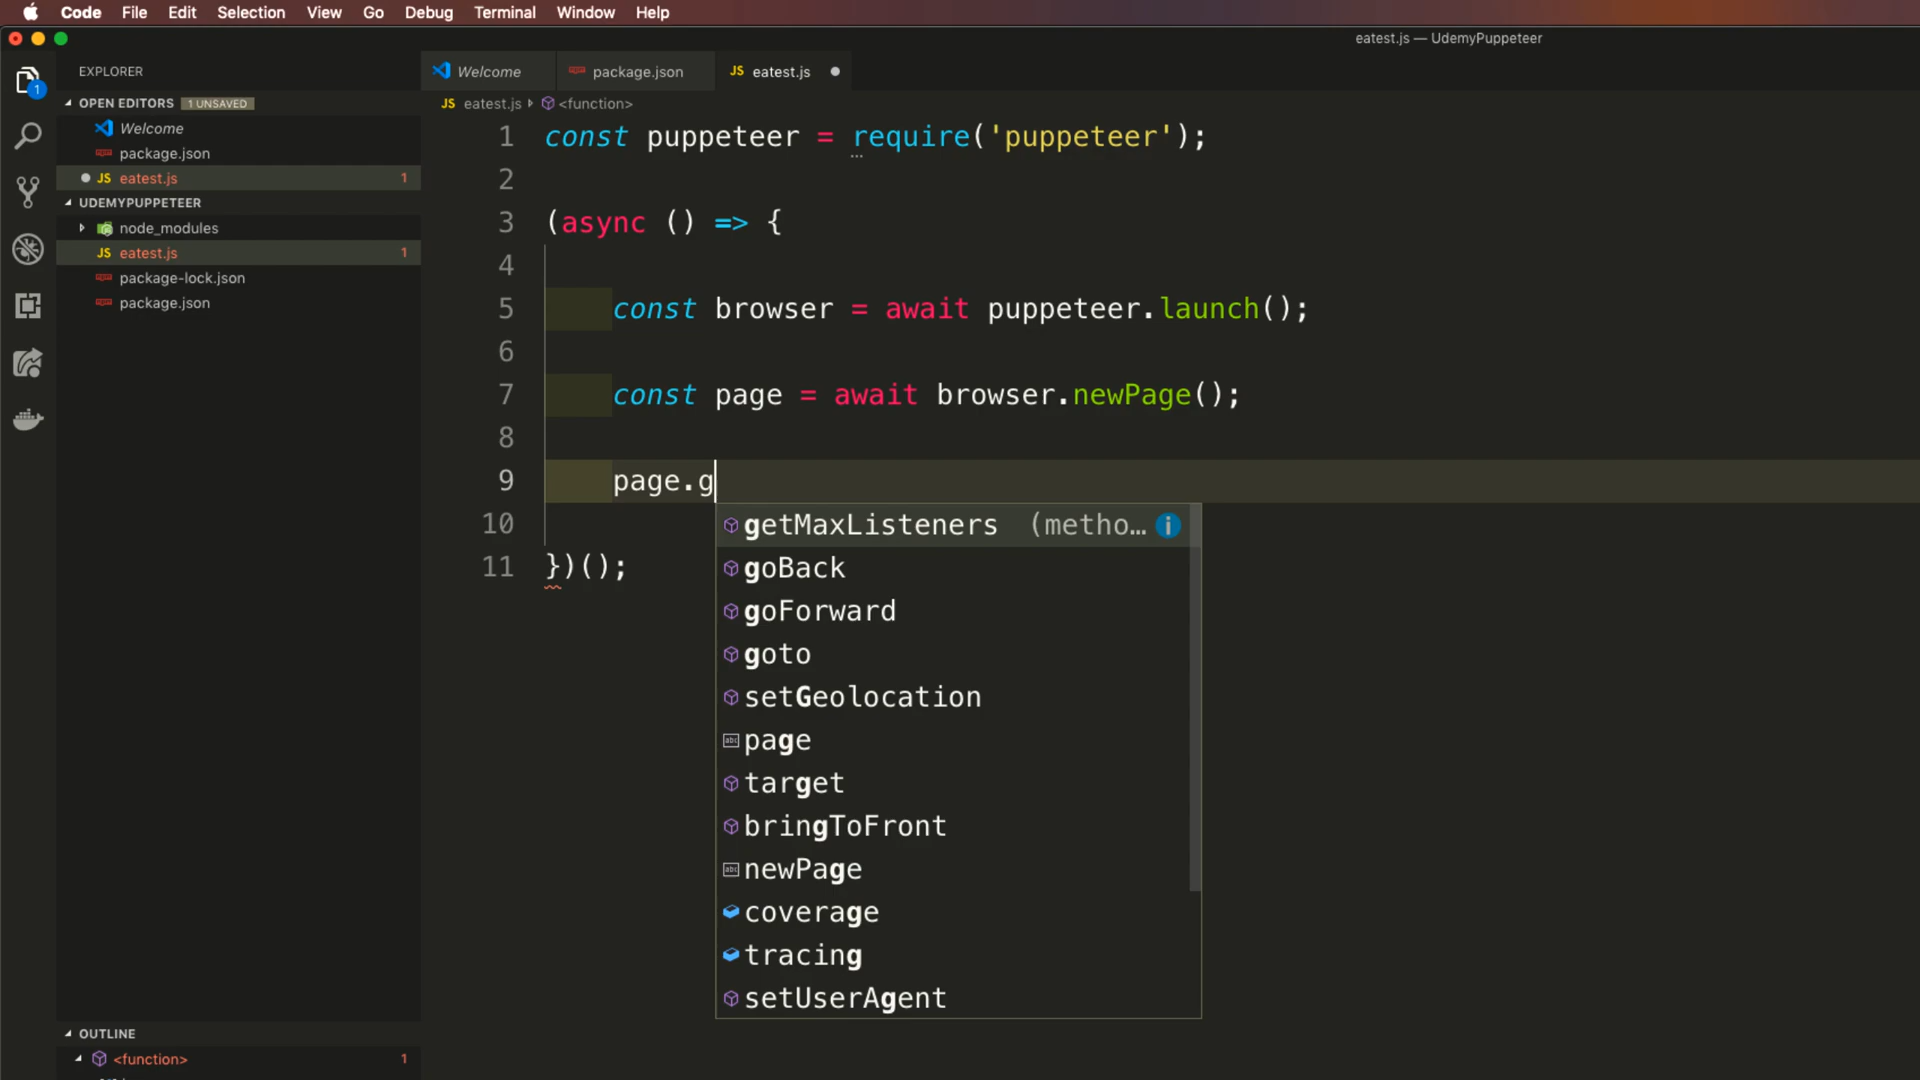 Code File Edit Selection View Go Debug Terminal Window Help
eatest.js — UdemyPuppeteer
EXPLORER
OPEN EDITORS 1 UNSAVED
Welcome
package.json
eatest.js 1
UDEMYPUPPETEER
node_modules
eatest.js 1
package-lock.json
package.json
OUTLINE
<function> 1
1
Welcome package.json JS eatest.js
JS eatest.js <function>
1 const puppeteer = require('puppeteer');
2
3 (async () => {
4
5 const browser = await puppeteer.launch();
6
7 const page = await browser.newPage();
8
9 page.g
10
11 })();
getMaxListeners (metho…
goBack
goForward
goto
setGeolocation
page
target
bringToFront
newPage
coverage
tracing
setUserAgent